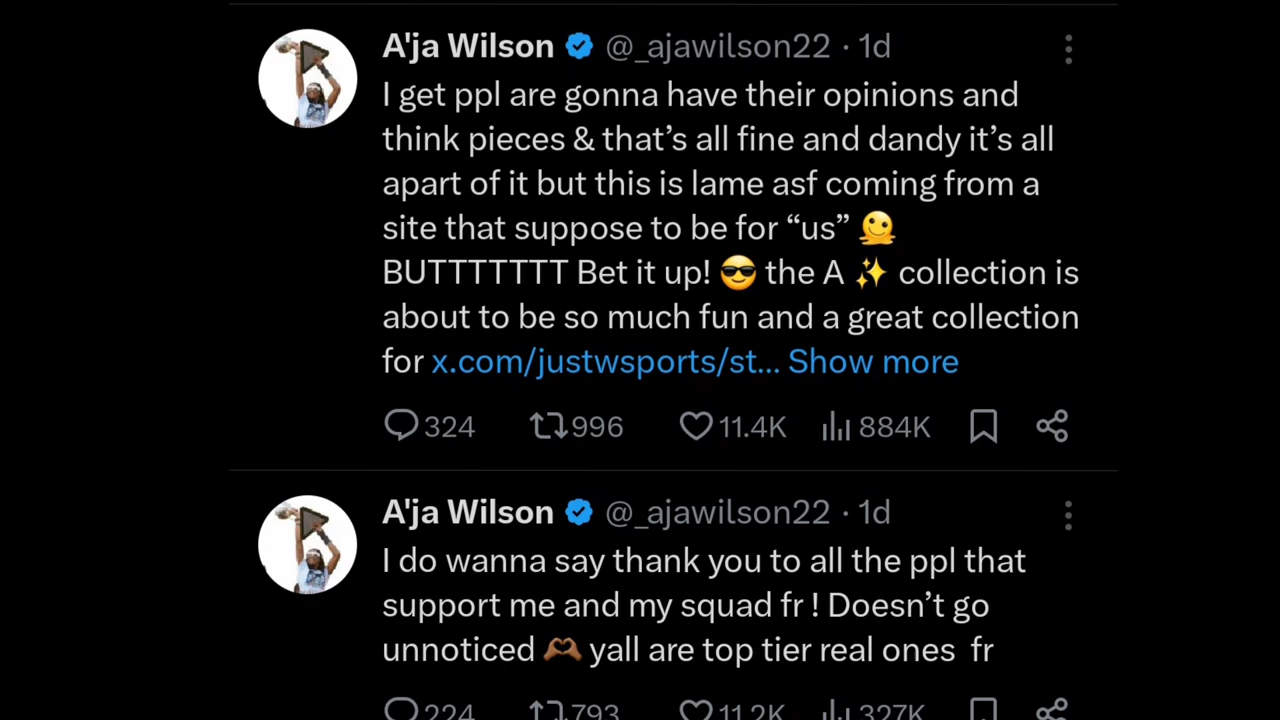 A'ja Wilson @_ajawilson22 · 1d
I get ppl are gonna have their opinions and
think pieces & that’s all fine and dandy it’s all
apart of it but this is lame asf coming from a
site that suppose to be for “us” 🫠
BUTTTTTTT Bet it up! 😎 the A ✨ collection is
about to be so much fun and a great collection
for x.com/justwsports/st... Show more
324 996 11.4K 884K
A'ja Wilson @_ajawilson22 · 1d
I do wanna say thank you to all the ppl that
support me and my squad fr ! Doesn’t go
unnoticed 🫶🏾 yall are top tier real ones fr
224 793 11.2K 327K